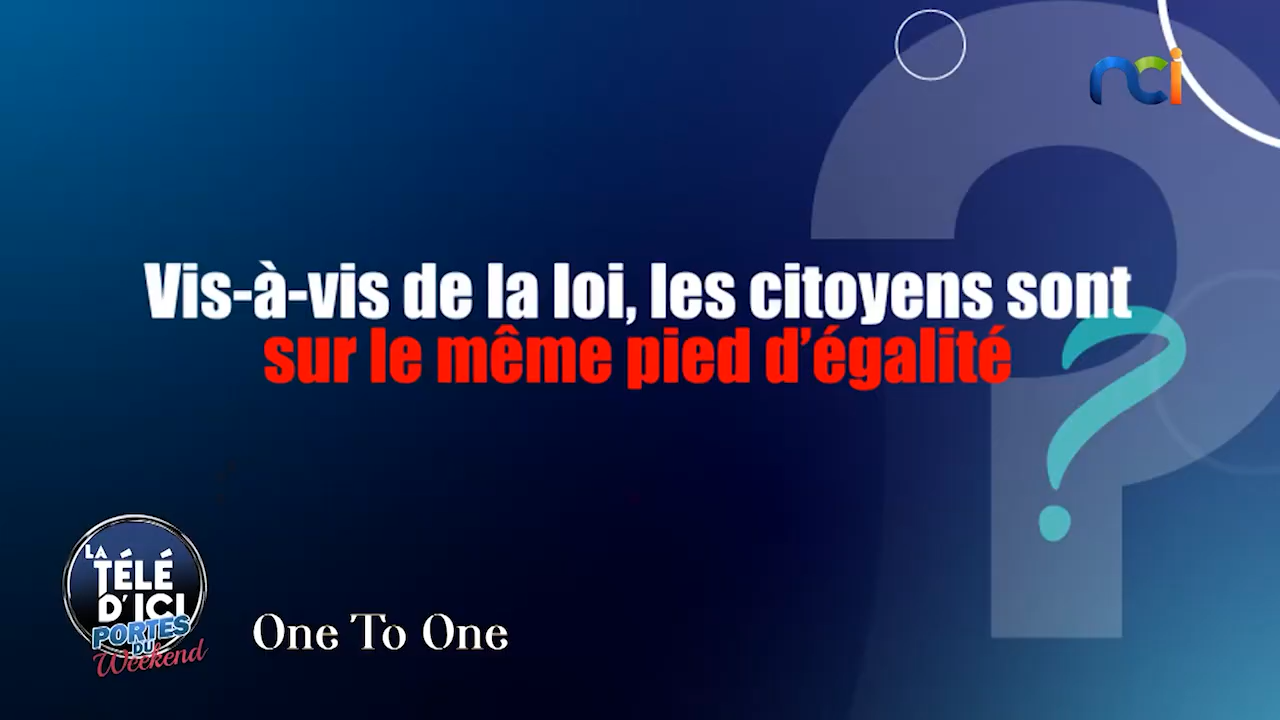 nci
Vis-à-vis de la loi, les citoyens sont
sur le même pied d’égalité
LA
TÉLÉ
D’ICI
PORTES
DU
Weekend
One To One